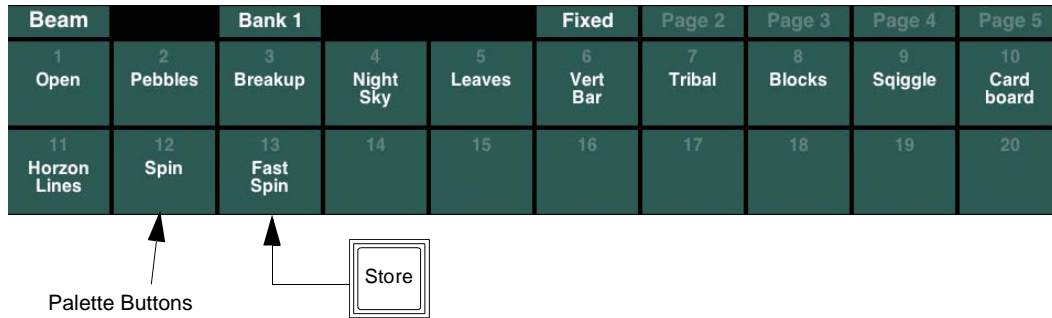 Beam Bank 1 Fixed Page 2 Page 3 Page 4 Page 5
1 2 3 4 5 6 7 8 9 10
Open Pebbles Breakup Night Leaves Vert Tribal Blocks Sqiggle Card
Sky Bar board
11 12 13 14 15 16 17 18 19 20
Horzon Spin Fast
Lines Spin
Store
Palette Buttons